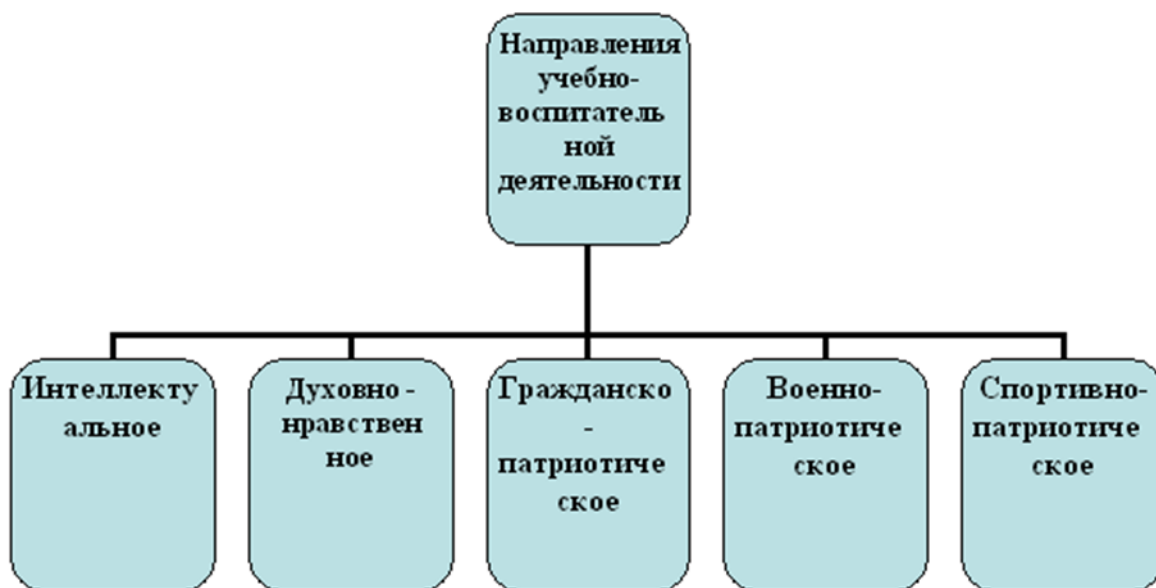 Направления
учебно-
воспитатель
ной
деятельности
Интеллекту
альное
Духовно -
нравствен
ное
Гражданско
-
патриотиче
ское
Военно-
патриотиче
ское
Спортивно-
патриотиче
ское